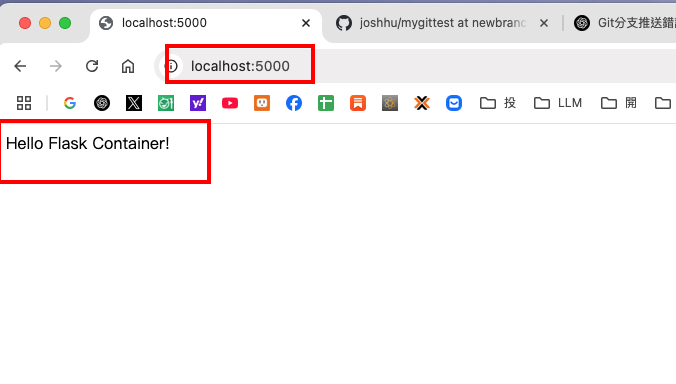 localhost:5000
joshhu/mygittest at newbranc
Git分支推送錯誤
localhost:5000
投
LLM
開
Hello Flask Container!